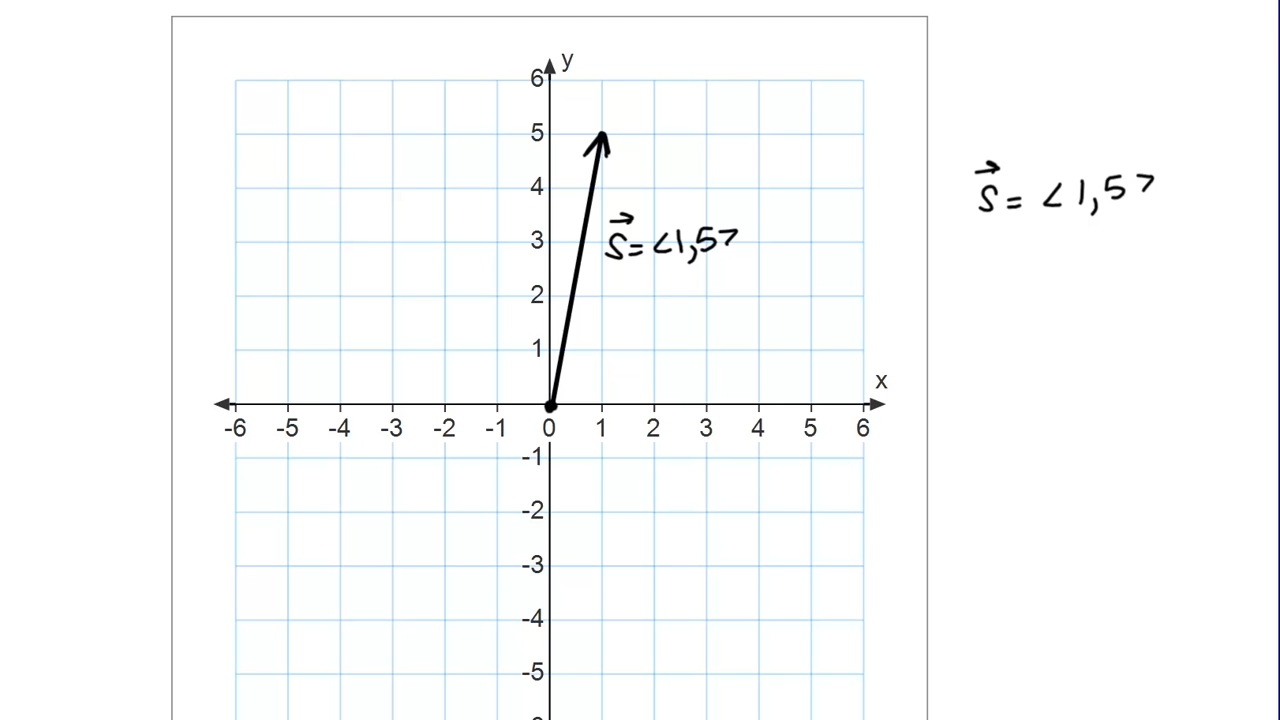 y
6
5
s⃗ = <1,5>
4
3
s⃗ = <1,5>
2
1
x
-6 -5 -4 -3 -2 -1 0 1 2 3 4 5 6
-1
-2
-3
-4
-5